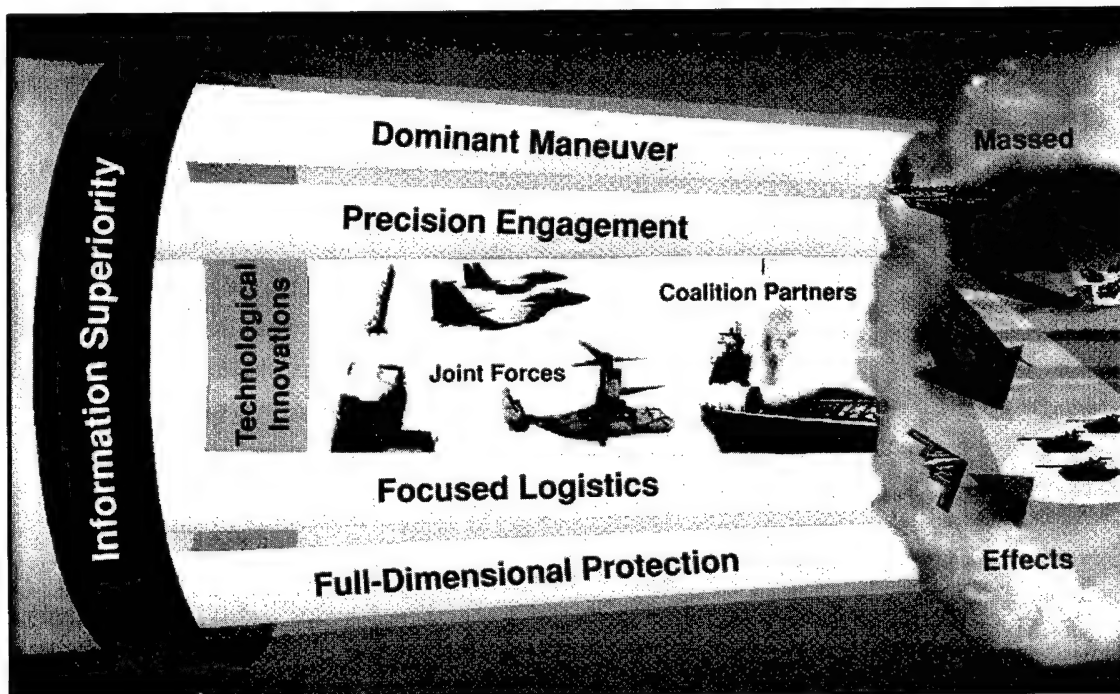 Information Superiority
Dominant Maneuver
Precision Engagement
Technological
Innovations
Coalition Partners
Joint Forces
Focused Logistics
Full-Dimensional Protection
Massed
Effects